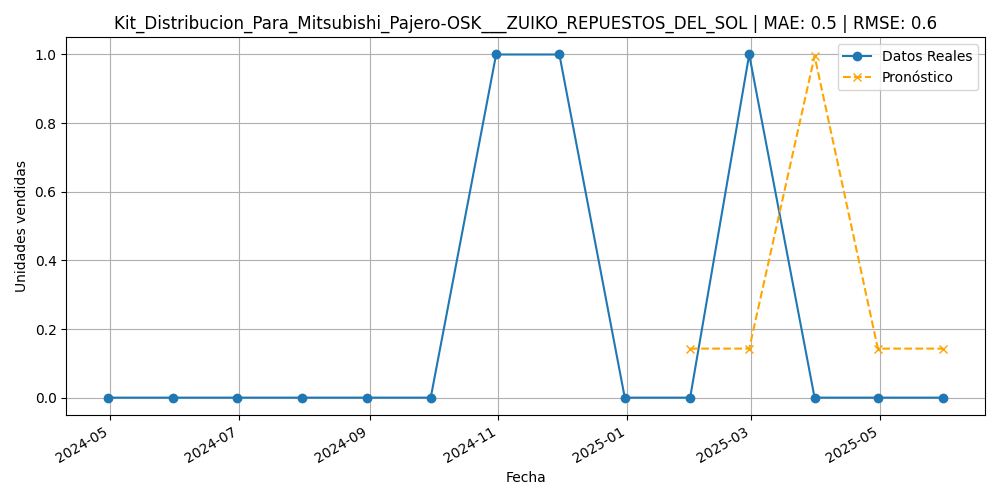 Kit_Distribucion_Para_Mitsubishi_Pajero-OSK___ZUIKO_REPUESTOS_DEL_SOL | MAE: 0.5 | RMSE: 0.6
Datos Reales
Pronóstico
Unidades vendidas
1.0
0.8
0.6
0.4
0.2
0.0
2024-05
2024-07
2024-09
2024-11
2025-01
2025-03
2025-05
Fecha